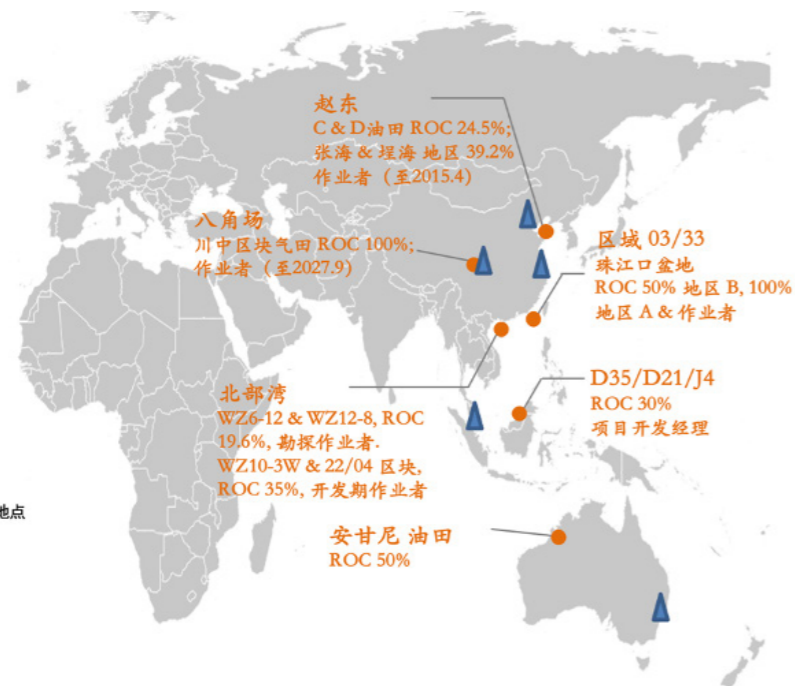 赵东
C & D油田 ROC 24.5%;
张海 & 埕海 地区 39.2%
作业者（至2015.4）
八角场
川中区块气田 ROC 100%;
作业者（至2027.9）
区域 03/33
珠江口盆地
ROC 50% 地区 B, 100%
地区 A & 作业者
北部湾
WZ6-12 & WZ12-8, ROC
19.6%, 勘探作业者.
WZ10-3W & 22/04 区块,
ROC 35%, 开发期作业者
D35/D21/J4
ROC 30%
项目开发经理
地点
安甘尼 油田
ROC 50%